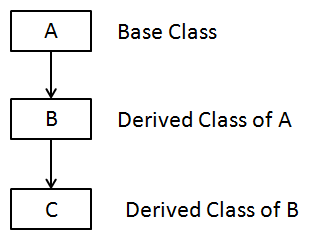 A Base Class
B Derived Class of A
C Derived Class of B